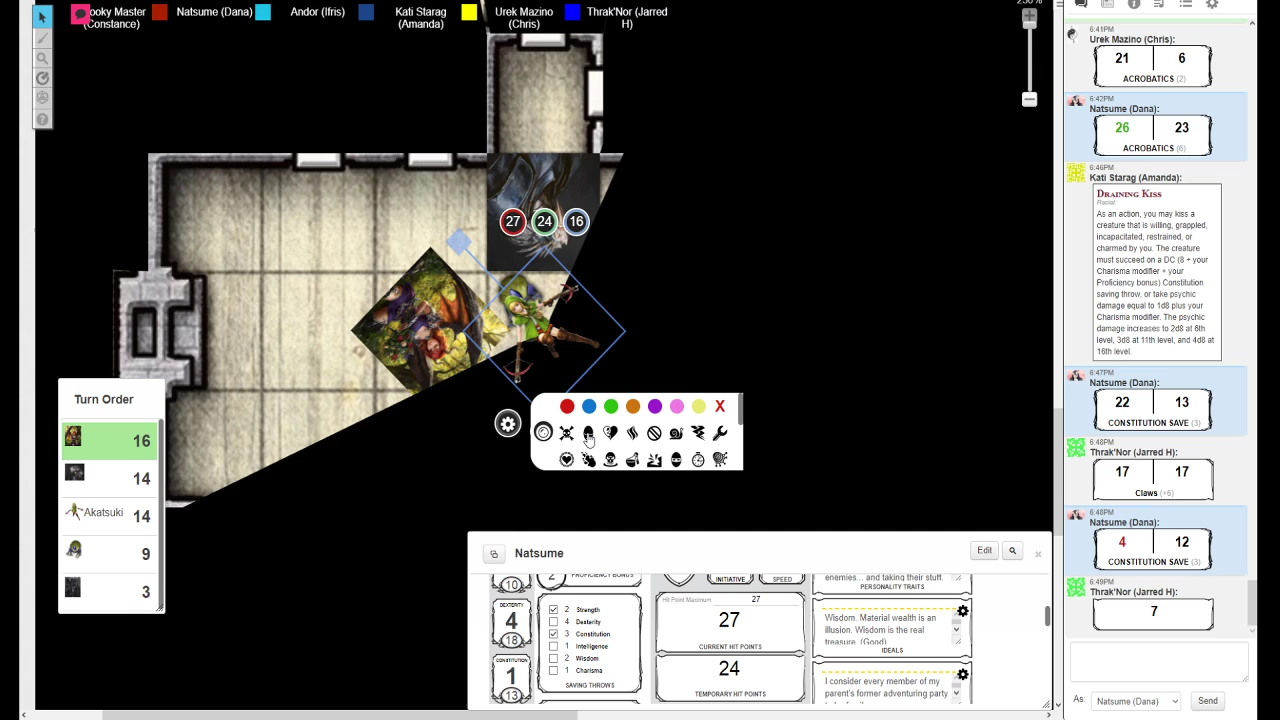 ooky Master (Constance)
Natsume (Dana)
Andor (Ifris)
Kati Starag (Amanda)
Urek Mazino (Chris)
Thrak'Nor (Jarred H)
27
24
16
X
Turn Order
16
14
Akatsuki 14
9
3
Natsume
Edit
10
2
PROFICIENCY BONUS
INITIATIVE
SPEED
DEXTERITY
4
18
CONSTITUTION
1
13
2 Strength
4 Dexterity
3 Constitution
1 Intelligence
2 Wisdom
1 Charisma
SAVING THROWS
Hit Point Maximum 27
27
CURRENT HIT POINTS
24
TEMPORARY HIT POINTS
enemies... and taking their stuff.
PERSONALITY TRAITS
Wisdom. Material wealth is an
illusion. Wisdom is the real
treasure. (Good)
IDEALS
I consider every member of my
parent's former adventuring party
6:41PM
Urek Mazino (Chris):
21 6
ACROBATICS (2)
6:42PM
Natsume (Dana):
26 23
ACROBATICS (6)
6:46PM
Kati Starag (Amanda):
DRAINING KISS
Racial
As an action, you may kiss a
creature that is willing, grappled,
incapacitated, restrained, or
charmed by you. The creature
must succeed on a DC (8 + your
Charisma modifier + your
Proficiency bonus) Constitution
saving throw, or take psychic
damage equal to 1d8 plus your
Charisma modifier. The psychic
damage increases to 2d8 at 6th
level, 3d8 at 11th level, and 4d8 at
16th level.
6:47PM
Natsume (Dana):
22 13
CONSTITUTION SAVE (3)
6:48PM
Thrak'Nor (Jarred H):
17 17
Claws (+6)
6:48PM
Natsume (Dana):
4 12
CONSTITUTION SAVE (3)
6:49PM
Thrak'Nor (Jarred H):
7
As: Natsume (Dana) Send